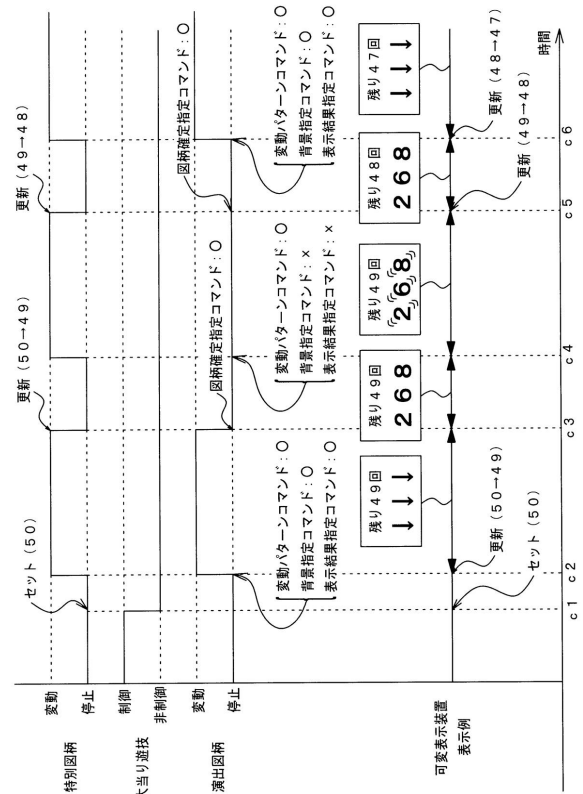 特別図柄
変動
停止
大当り遊技
制御
非制御
演出図柄
変動
停止
可変表示装置
表示例
セット（50）
更新（50→49）
更新（49→48）
変動パターンコマンド：○
背景指定コマンド：○
表示結果指定コマンド：○
図柄確定指定コマンド：○
変動パターンコマンド：○
背景指定コマンド：×
表示結果指定コマンド：×
図柄確定指定コマンド：○
変動パターンコマンド：○
背景指定コマンド：○
表示結果指定コマンド：○
残り49回
↓ ↓ ↓
残り49回
268
残り49回
268
残り48回
268
残り47回
↓ ↓ ↓
セット（50）
更新（50→49）
更新（49→48）
更新（48→47）
c1
c2
c3
c4
c5
c6
時間